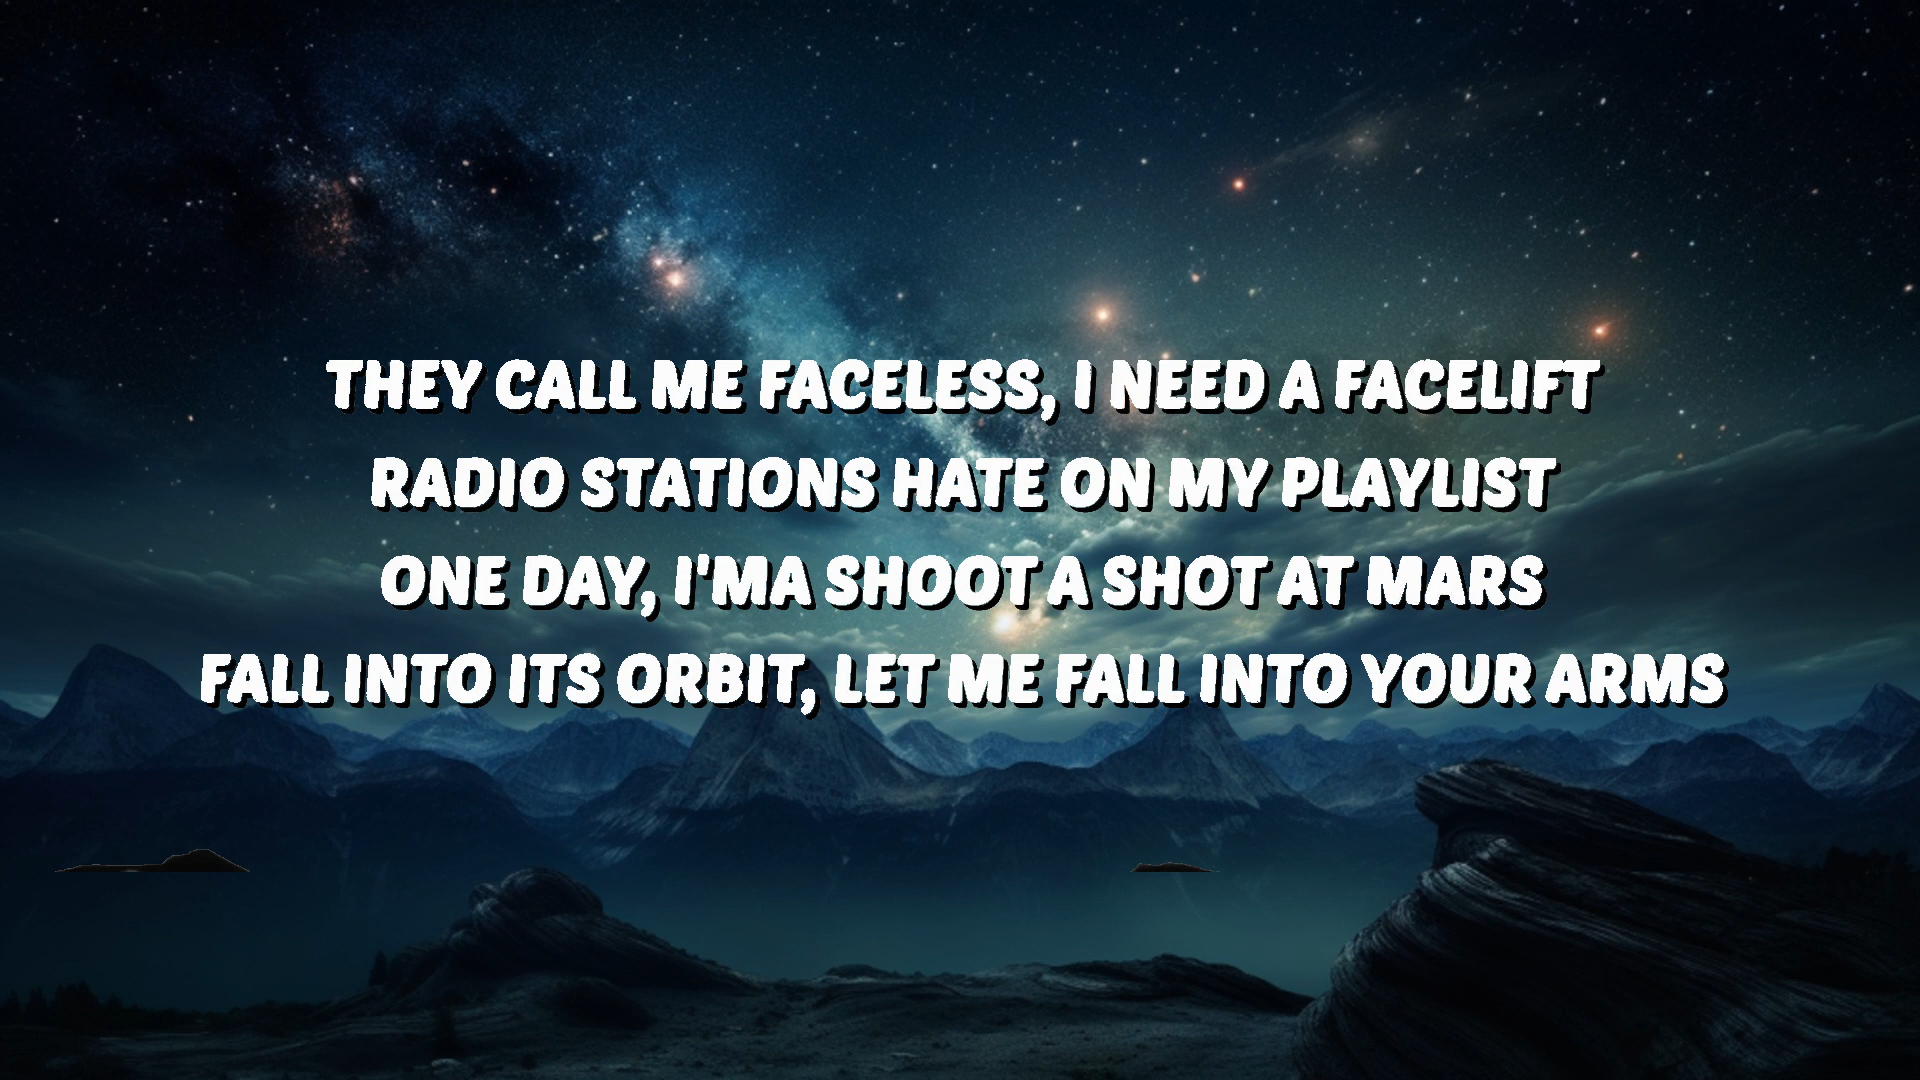 THEY CALL ME FACELESS, I NEED A FACELIFT
RADIO STATIONS HATE ON MY PLAYLIST
ONE DAY, I'MA SHOOT A SHOT AT MARS
FALL INTO ITS ORBIT, LET ME FALL INTO YOUR ARMS